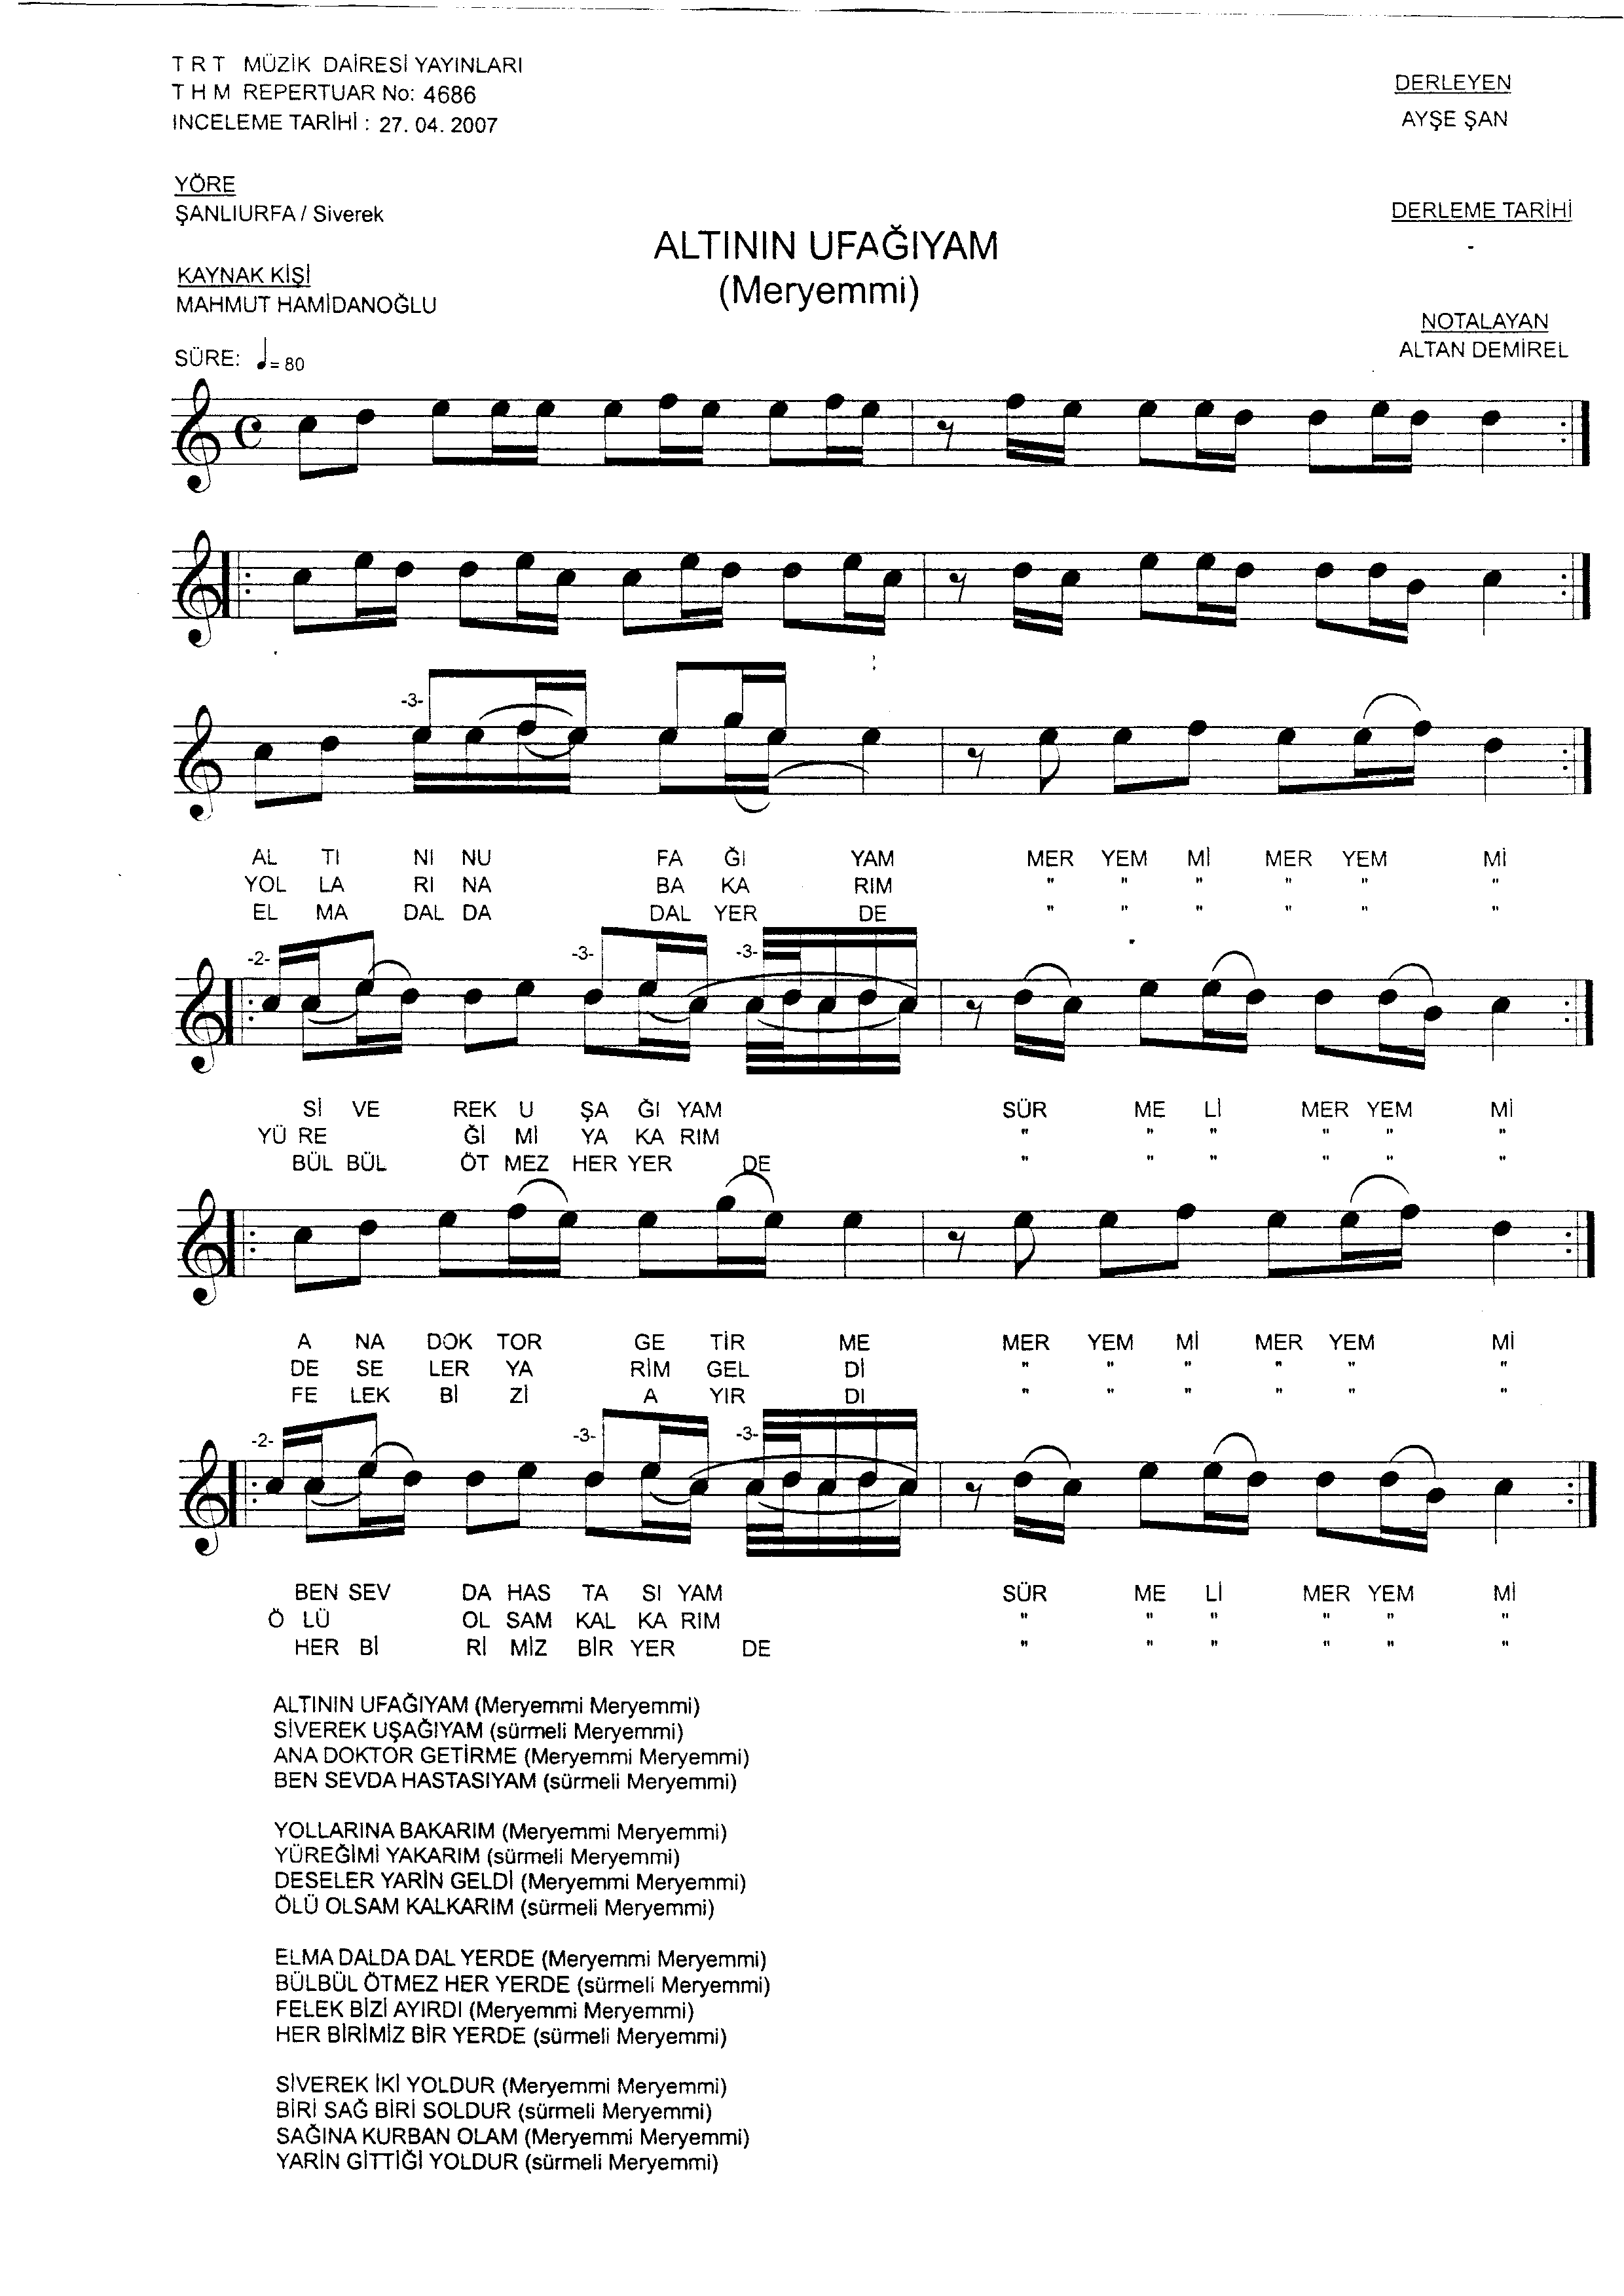 T R T MÜZİK DAİRESİ YAYINLARI
T H M REPERTUAR No: 4686
INCELEME TARİHİ : 27. 04. 2007
DERLEYEN
AYŞE ŞAN
YÖRE
ŞANLIURFA / Siverek
DERLEME TARİHİ
-
ALTININ UFAĞIYAM
(Meryemmi)
KAYNAK KİŞİ
MAHMUT HAMİDANOĞLU
NOTALAYAN
ALTAN DEMİREL
SÜRE: ♩= 80
-3-
AL TI NI NU FA ĞI YAM MER YEM Mİ MER YEM Mİ
YOL LA RI NA BA KA RIM " " " " " "
EL MA DAL DA DAL YER DE " " " " " "
-2- -3- -3-
Sİ VE REK U ŞA ĞI YAM SÜR ME Lİ MER YEM Mİ
YÜ RE Ğİ Mİ YA KA RIM " " " " " "
BÜL BÜL ÖT MEZ HER YER DE " " " " " "
A NA DOK TOR GE TİR ME MER YEM Mİ MER YEM Mİ
DE SE LER YA RİM GEL Dİ " " " " " "
FE LEK Bİ Zİ A YIR DI " " " " " "
-2- -3- -3-
BEN SEV DA HAS TA SI YAM SÜR ME Lİ MER YEM Mİ
Ö LÜ OL SAM KAL KA RIM " " " " " "
HER Bİ Rİ MİZ BİR YER DE " " " " " "
ALTININ UFAĞIYAM (Meryemmi Meryemmi)
SİVEREK UŞAĞIYAM (sürmeli Meryemmi)
ANA DOKTOR GETİRME (Meryemmi Meryemmi)
BEN SEVDA HASTASIYAM (sürmeli Meryemmi)
YOLLARINA BAKARIM (Meryemmi Meryemmi)
YÜREĞİMİ YAKARIM (sürmeli Meryemmi)
DESELER YARİN GELDİ (Meryemmi Meryemmi)
ÖLÜ OLSAM KALKARIM (sürmeli Meryemmi)
ELMA DALDA DAL YERDE (Meryemmi Meryemmi)
BÜLBÜL ÖTMEZ HER YERDE (sürmeli Meryemmi)
FELEK BİZİ AYIRDI (Meryemmi Meryemmi)
HER BİRİMİZ BİR YERDE (sürmeli Meryemmi)
SİVEREK İKİ YOLDUR (Meryemmi Meryemmi)
BİRİ SAĞ BİRİ SOLDUR (sürmeli Meryemmi)
SAĞINA KURBAN OLAM (Meryemmi Meryemmi)
YARİN GİTTİĞİ YOLDUR (sürmeli Meryemmi)